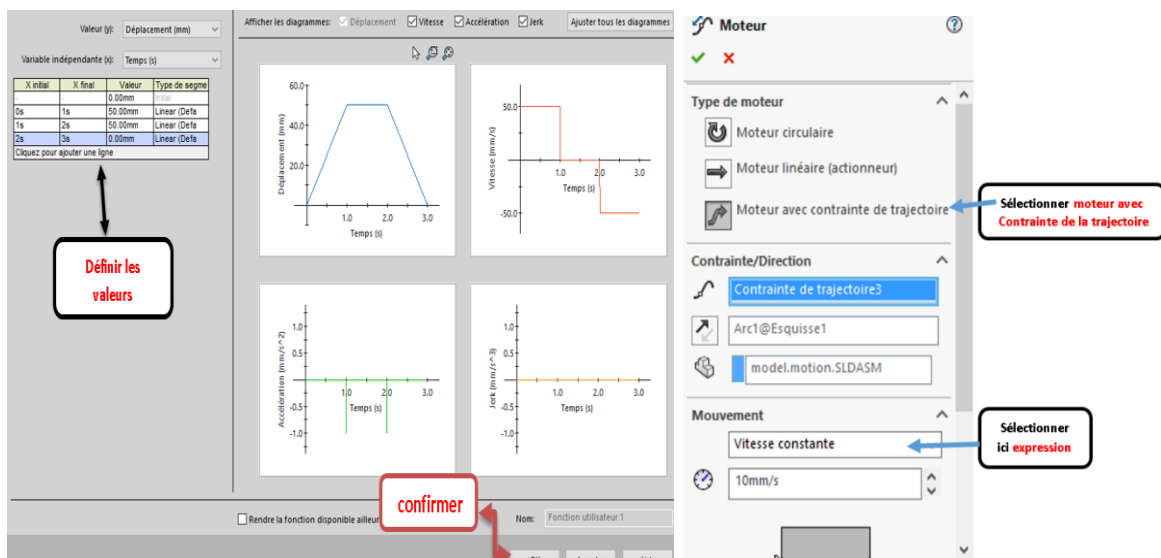 Valeur (y): Déplacement (mm)
Variable indépendante (x): Temps (s)
X initial X final Valeur Type de segme
- - 0.00mm Initial
0s 1s 50.00mm Linear (Defa
1s 2s 50.00mm Linear (Defa
2s 3s 0.00mm Linear (Defa
Cliquez pour ajouter une ligne
Définir les
valeurs
Afficher les diagrammes: Déplacement Vitesse Accélération Jerk Ajuster tous les diagrammes
Déplacement (mm)
60.0
40.0
20.0
1.0 2.0 3.0
Temps (s)
Vitesse (mm/s)
50.0
1.0 2.0 3.0
Temps (s)
-50.0
Accélération (mm/s^2)
1.0
0.5
1.0 2.0 3.0
-0.5
Temps (s)
-1.0
Jerk (mm/s^3)
1.0
0.5
1.0 2.0 3.0
-0.5
Temps (s)
-1.0
confirmer
Rendre la fonction disponible ailleur
Nom: Fonction utilisateur 1
Moteur
Type de moteur
Moteur circulaire
Moteur linéaire (actionneur)
Moteur avec contrainte de trajectoire
Sélectionner moteur avec
Contrainte de la trajectoire
Contrainte/Direction
Contrainte de trajectoire3
Arc1@Esquisse1
model.motion.SLDASM
Mouvement
Vitesse constante
Sélectionner
ici expression
10mm/s